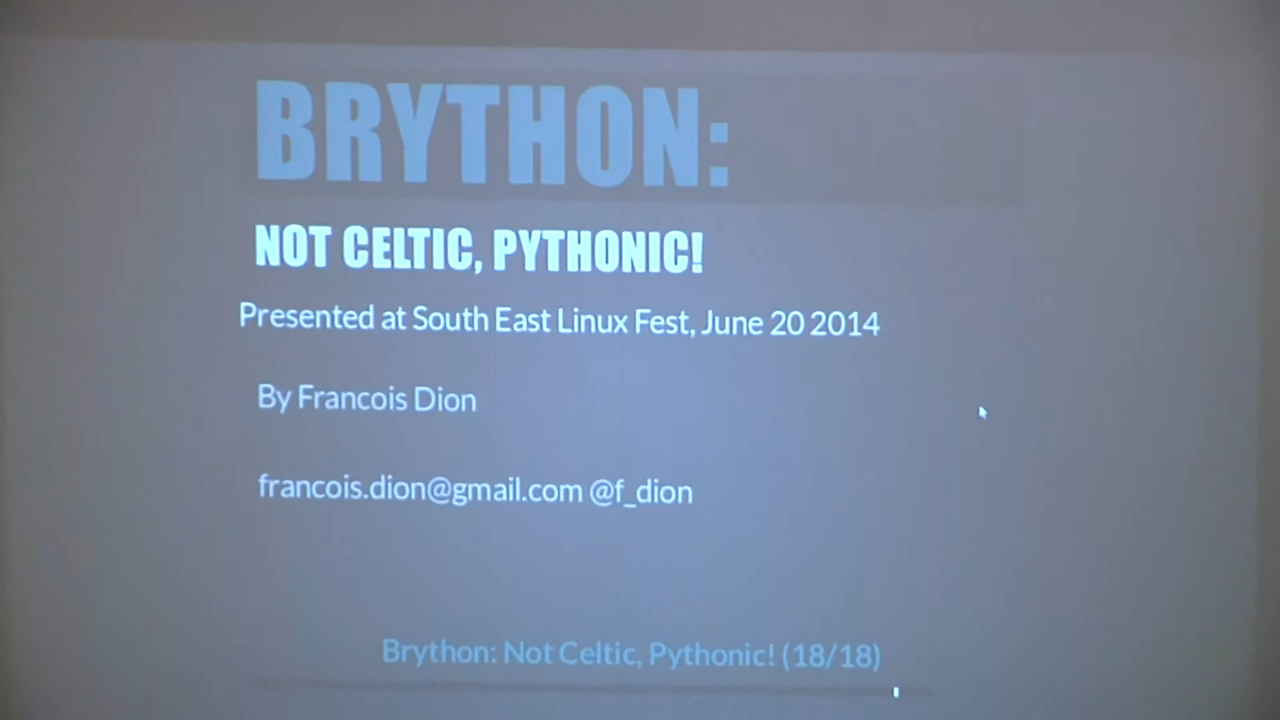 BRYTHON:
NOT CELTIC, PYTHONIC!
Presented at South East Linux Fest, June 20 2014
By Francois Dion
francois.dion@gmail.com @f_dion
Brython: Not Celtic, Pythonic! (18/18)